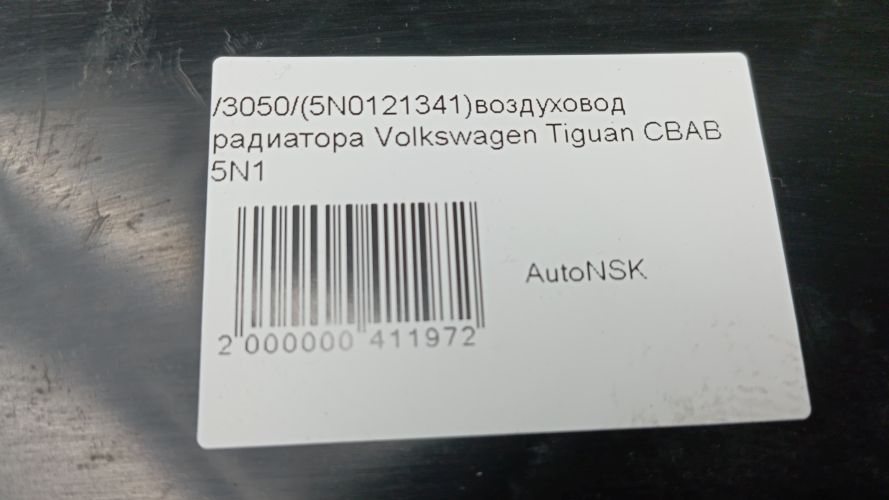 /3050/(5N0121341)воздуховод
радиатора Volkswagen Tiguan CBAB
5N1
AutoNSK
2 000000 411972